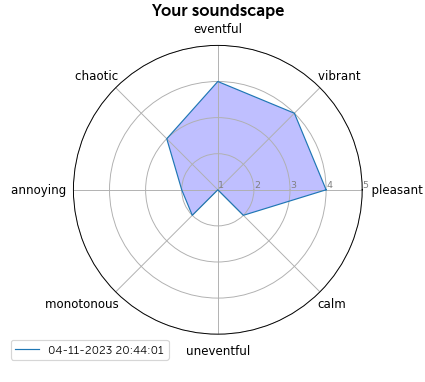 Your soundscape
eventful
chaotic
vibrant
annoying
1
2
3
4
5
pleasant
monotonous
calm
04-11-2023 20:44:01
uneventful